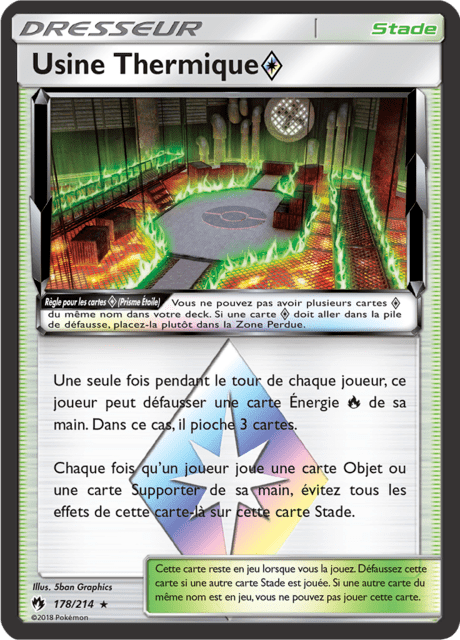 DRESSEUR
Stade
Usine Thermique
Règle pour les cartes ◇ (Prisme Étoile) Vous ne pouvez pas avoir plusieurs cartes ◇
du même nom dans votre deck. Si une carte ◇ doit aller dans la pile
de défausse, placez-la plutôt dans la Zone Perdue.
Une seule fois pendant le tour de chaque joueur, ce
joueur peut défausser une carte Énergie 🔥 de sa
main. Dans ce cas, il pioche 3 cartes.
Chaque fois qu'un joueur joue une carte Objet ou
une carte Supporter de sa main, évitez tous les
effets de cette carte-là sur cette carte Stade.
Cette carte reste en jeu lorsque vous la jouez. Défaussez cette
carte si une autre carte Stade est jouée. Si une autre carte du
même nom est en jeu, vous ne pouvez pas jouer cette carte.
Illus. 5ban Graphics
178/214 ★
©2018 Pokémon